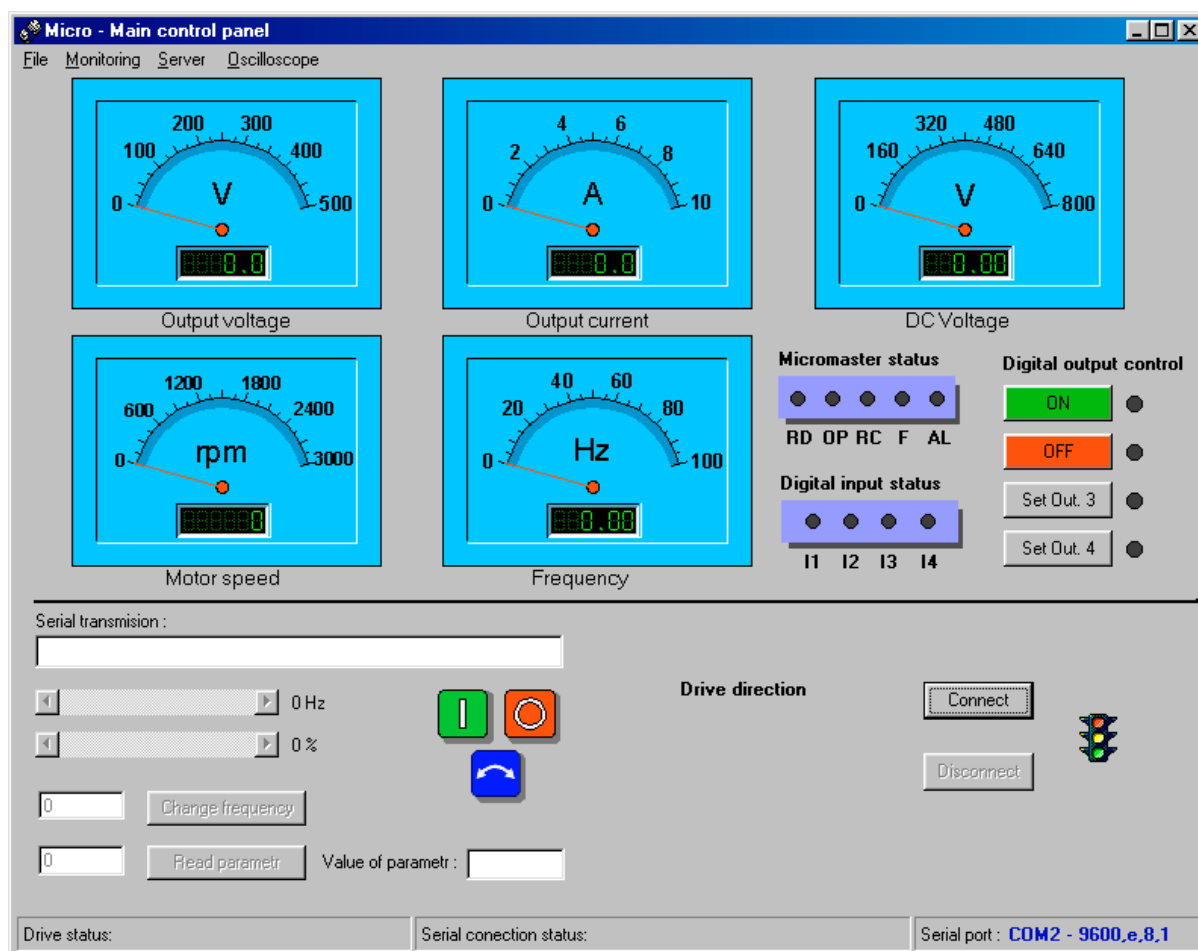 Micro - Main control panel
File Monitoring Server Oscilloscope
200 300
100 400
0 500
V
0.0
Output voltage
4 6
2 8
0 10
A
0.0
Output current
320 480
160 640
0 800
V
0.00
DC Voltage
1200 1800
600 2400
0 3000
rpm
0
Motor speed
40 60
20 80
0 100
Hz
0.00
Frequency
Micromaster status
RD OP RC F AL
Digital input status
I1 I2 I3 I4
Digital output control
ON
OFF
Set Out. 3
Set Out. 4
Serial transmision :
0 Hz
0 %
0 Change frequency
0 Read parametr Value of parametr :
Drive direction
Connect
Disconnect
Drive status: Serial conection status: Serial port : COM2 - 9600,e,8,1